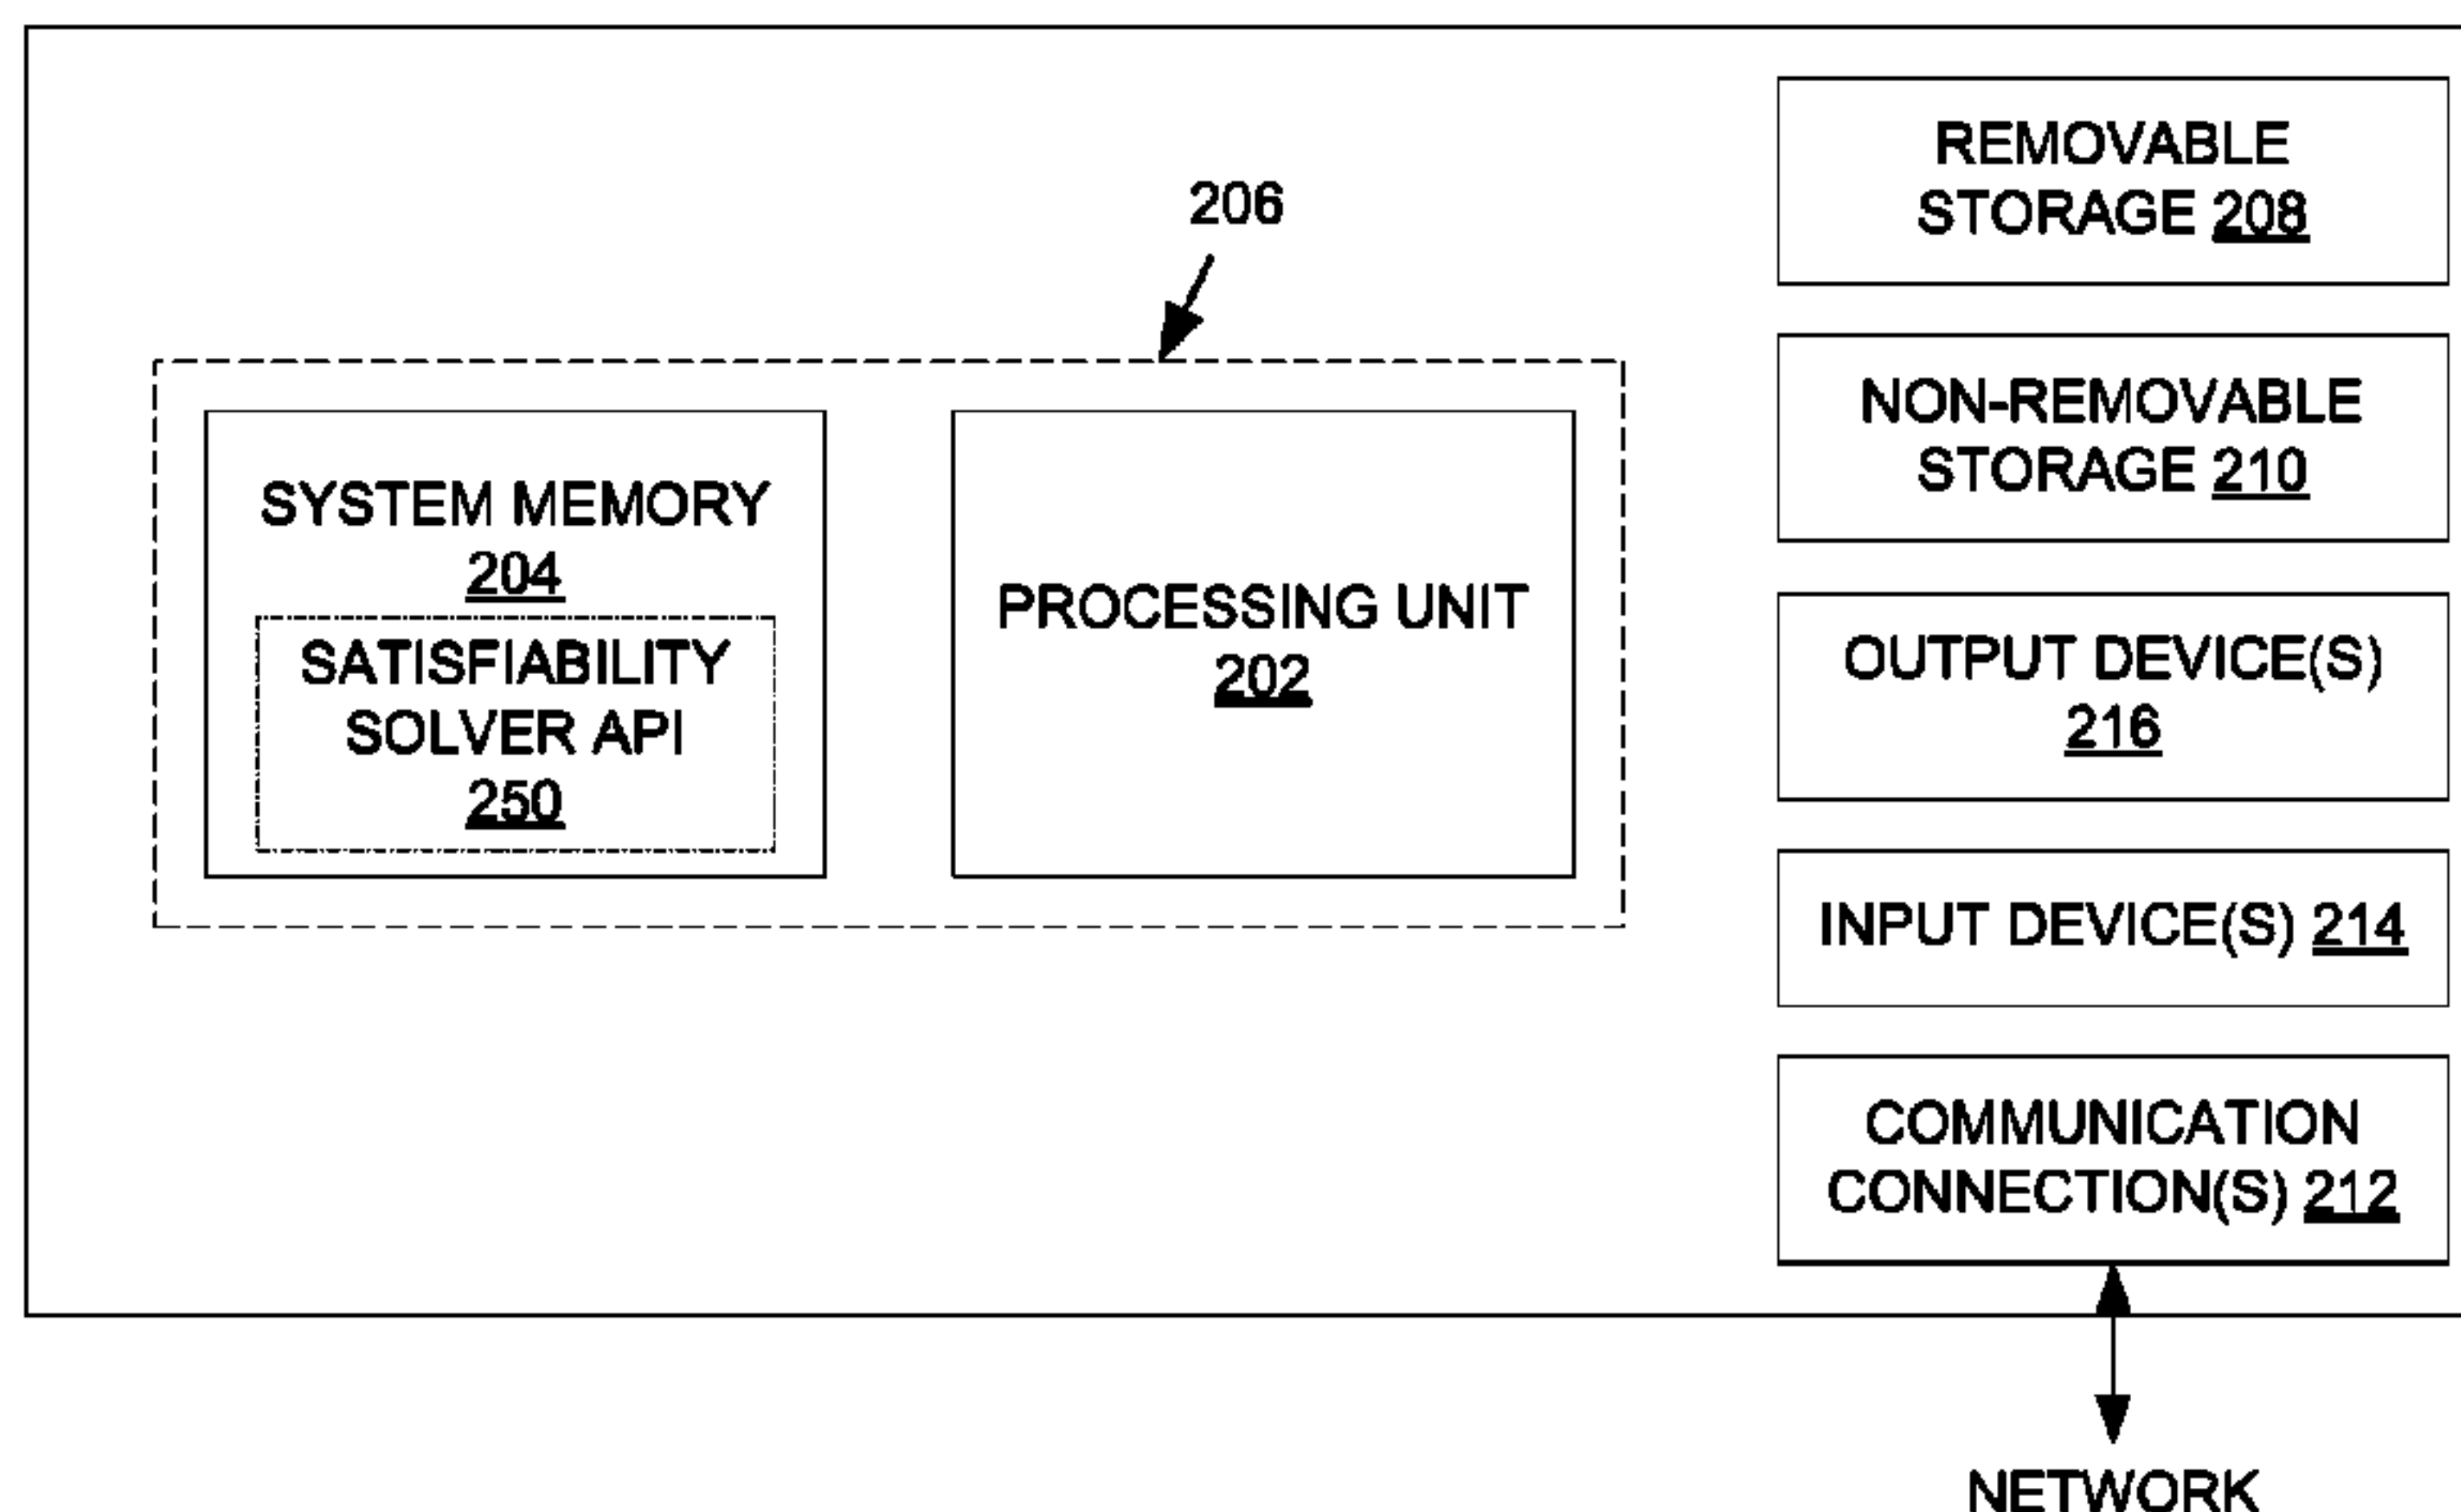 206
SYSTEM MEMORY
204
SATISFIABILITY
SOLVER API
250
PROCESSING UNIT
202
REMOVABLE
STORAGE 208
NON-REMOVABLE
STORAGE 210
OUTPUT DEVICE(S)
216
INPUT DEVICE(S) 214
COMMUNICATION
CONNECTION(S) 212
NETWORK